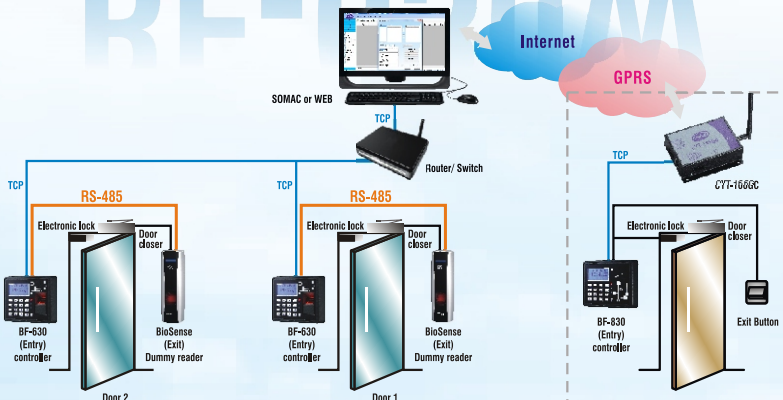 Internet
GPRS
SOMAC or WEB
TCP
Router/ Switch
TCP
CYT-166GC
TCP
RS-485
TCP
RS-485
Electronic lock
Door
closer
Electronic lock
Door
closer
Electronic lock
Door
closer
BF-630
(Entry)
controller
BioSense
(Exit)
Dummy reader
BF-630
(Entry)
controller
BioSense
(Exit)
Dummy reader
BF-830
(Entry)
controller
Exit Button
Door 2
Door 1